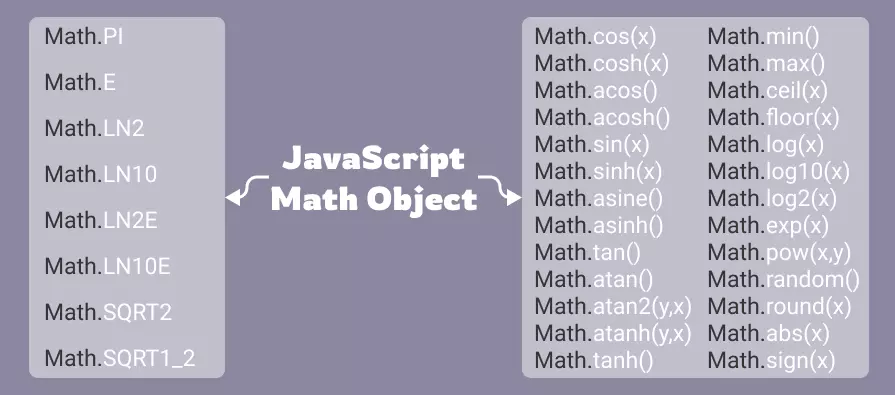 Math.PI
Math.E
Math.LN2
Math.LN10
Math.LN2E
Math.LN10E
Math.SQRT2
Math.SQRT1_2
JavaScript
Math Object
Math.cos(x)
Math.cosh(x)
Math.acos()
Math.acosh()
Math.sin(x)
Math.sinh(x)
Math.asine()
Math.asinh()
Math.tan()
Math.atan()
Math.atan2(y,x)
Math.atanh(y,x)
Math.tanh()
Math.min()
Math.max()
Math.ceil(x)
Math.floor(x)
Math.log(x)
Math.log10(x)
Math.log2(x)
Math.exp(x)
Math.pow(x,y)
Math.random()
Math.round(x)
Math.abs(x)
Math.sign(x)